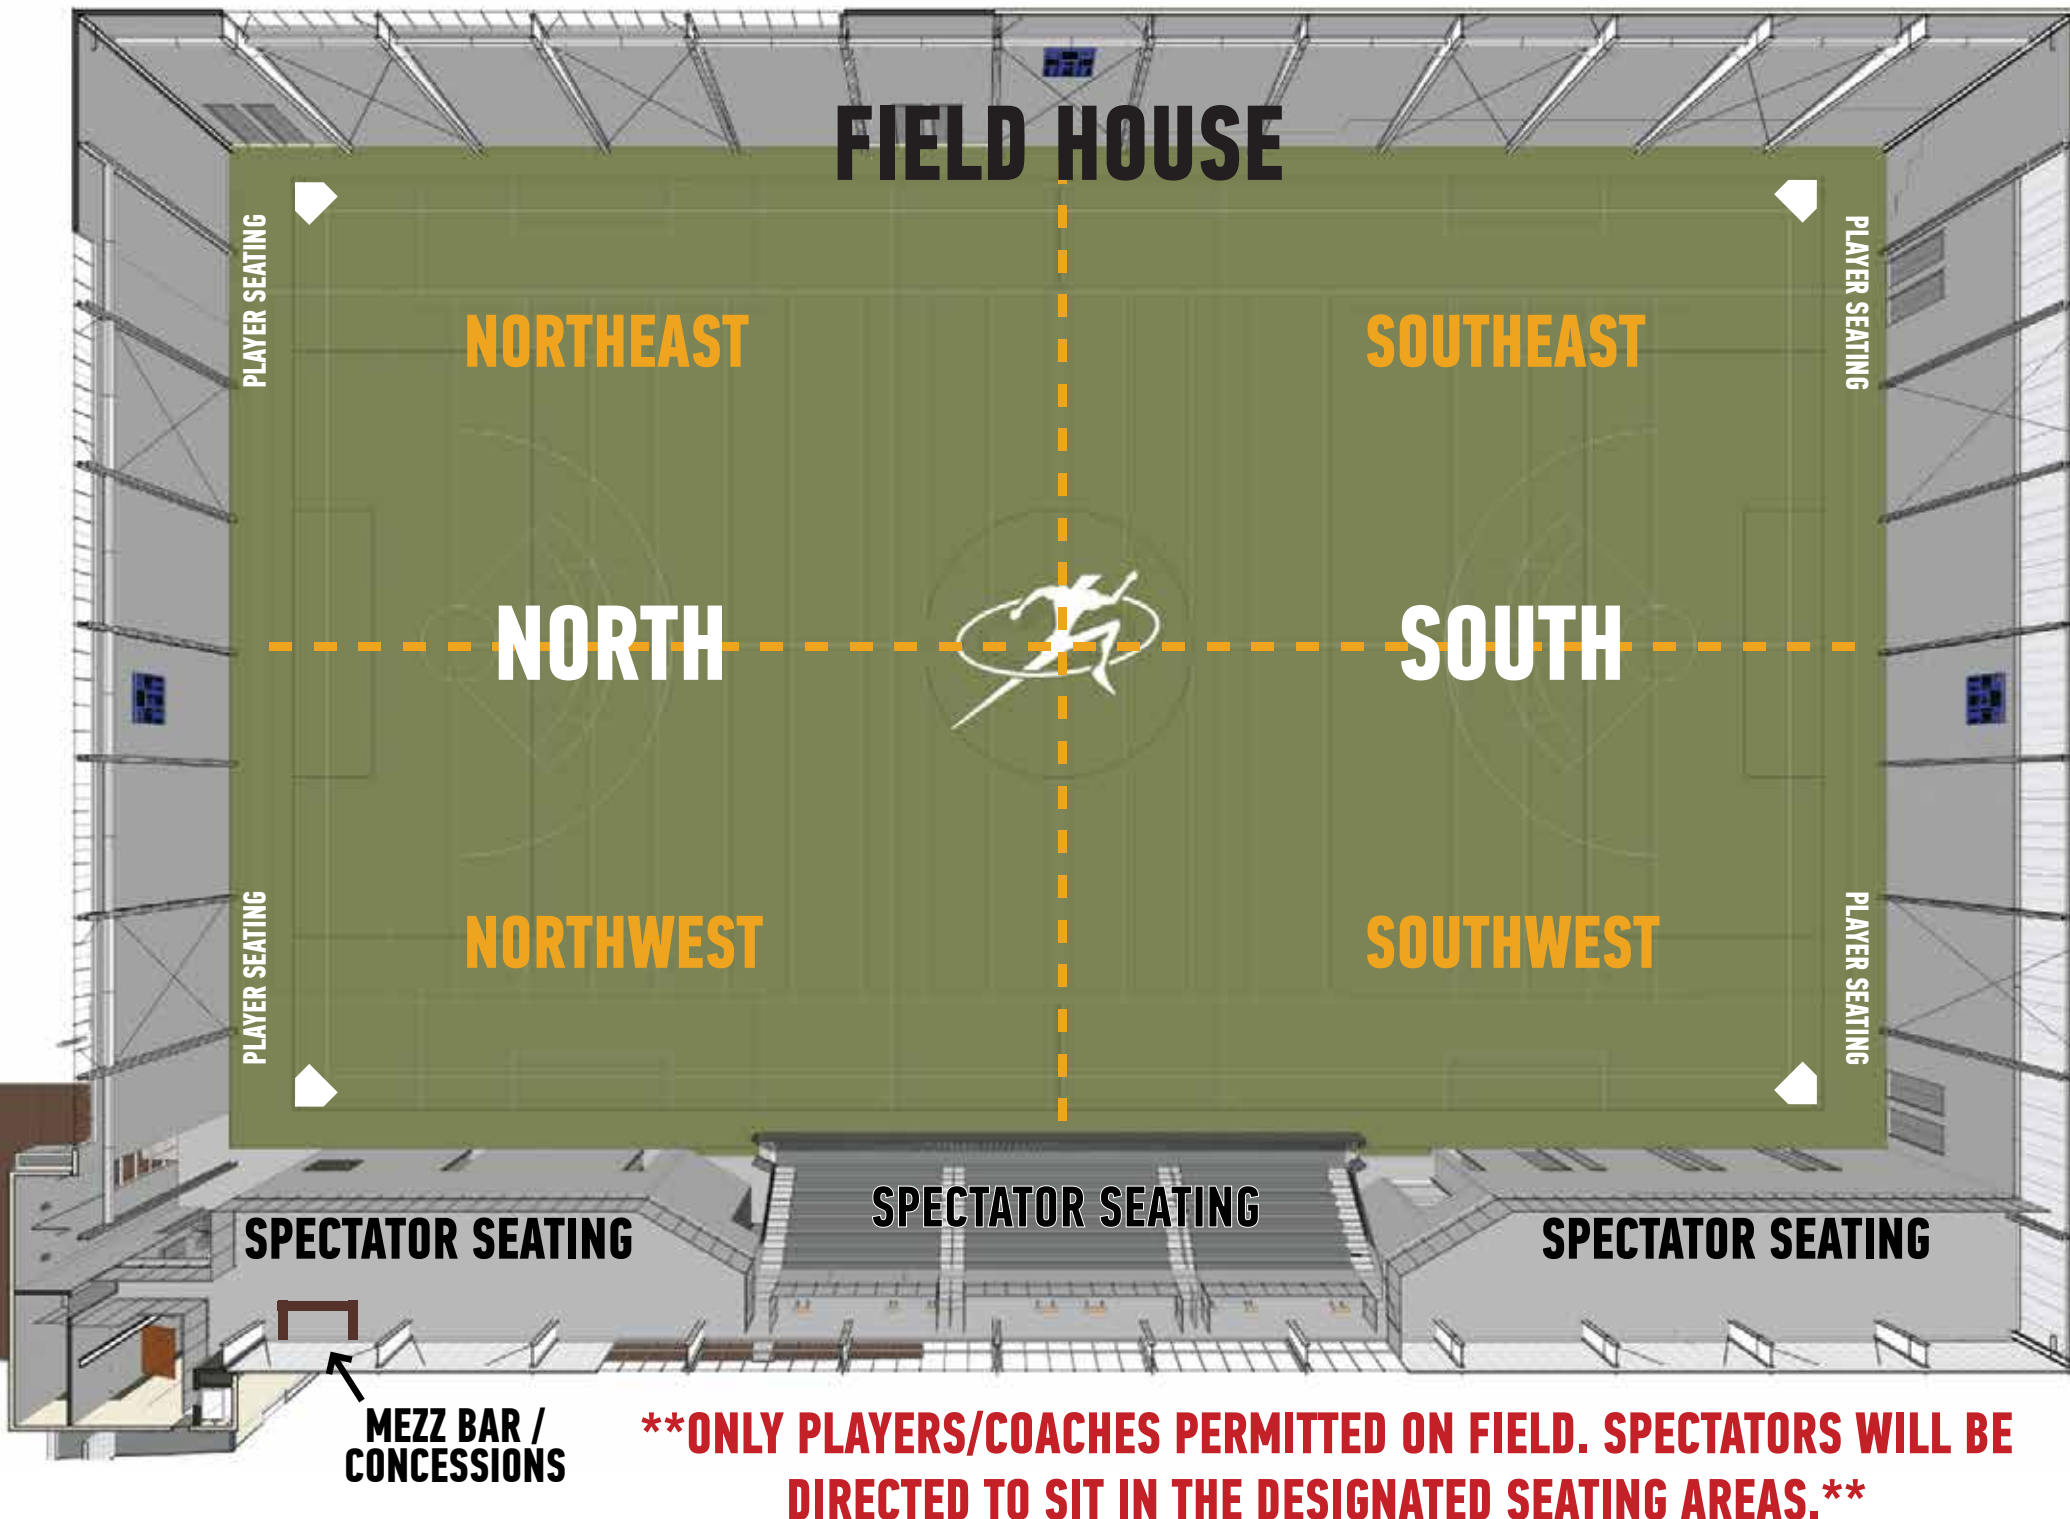 FIELD HOUSE
PLAYER SEATING
PLAYER SEATING
NORTHEAST
SOUTHEAST
NORTH
SOUTH
PLAYER SEATING
PLAYER SEATING
NORTHWEST
SOUTHWEST
SPECTATOR SEATING
SPECTATOR SEATING
SPECTATOR SEATING
MEZZ BAR /
CONCESSIONS
**ONLY PLAYERS/COACHES PERMITTED ON FIELD. SPECTATORS WILL BE
DIRECTED TO SIT IN THE DESIGNATED SEATING AREAS.**